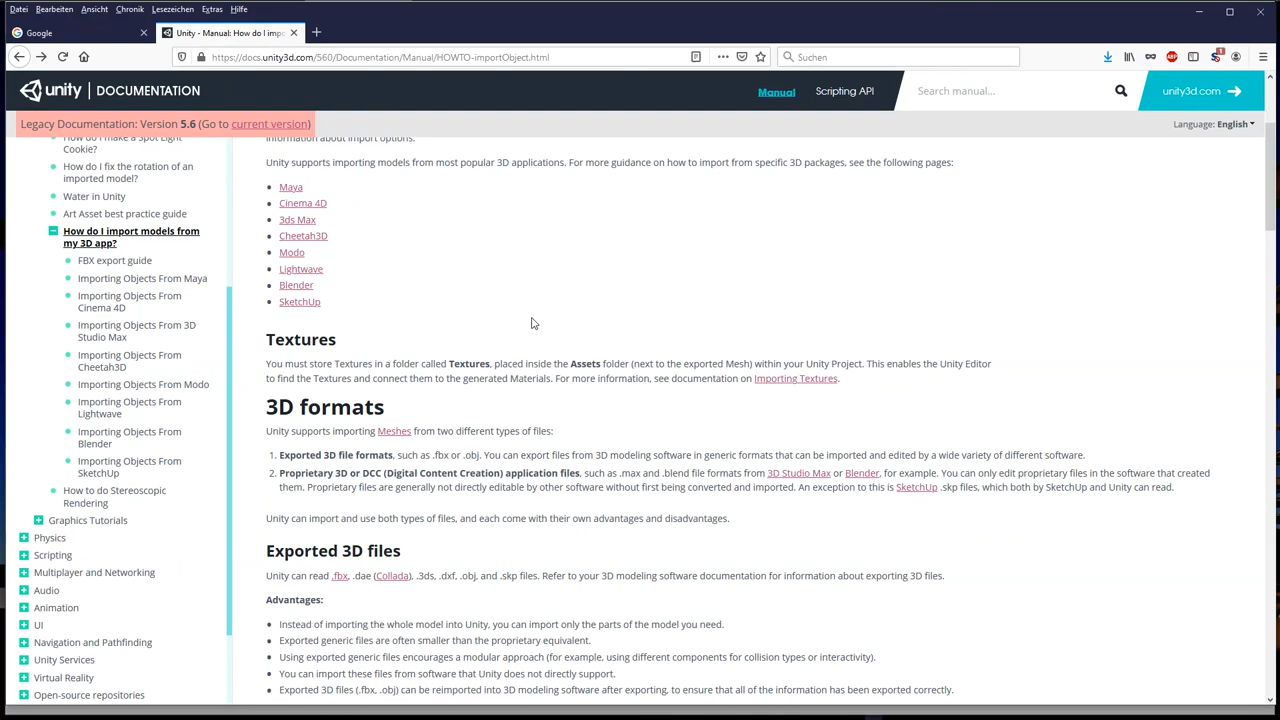 Datei Bearbeiten Ansicht Chronik Lesezeichen Extras Hilfe
Google
Unity - Manual: How do I impo
https://docs.unity3d.com/560/Documentation/Manual/HOWTO-importObject.html
Suchen
unity | DOCUMENTATION
Manual
Scripting API
Search manual...
unity3d.com
Legacy Documentation: Version 5.6 (Go to current version)
Language: English
How do I make a Spot Light
Cookie?
How do I fix the rotation of an
imported model?
Water in Unity
Art Asset best practice guide
How do I import models from
my 3D app?
FBX export guide
Importing Objects From Maya
Importing Objects From
Cinema 4D
Importing Objects From 3D
Studio Max
Importing Objects From
Cheetah3D
Importing Objects From Modo
Importing Objects From
Lightwave
Importing Objects From
Blender
Importing Objects From
SketchUp
How to do Stereoscopic
Rendering
Graphics Tutorials
Physics
Scripting
Multiplayer and Networking
Audio
Animation
UI
Navigation and Pathfinding
Unity Services
Virtual Reality
Open-source repositories
information about import options.
Unity supports importing models from most popular 3D applications. For more guidance on how to import from specific 3D packages, see the following pages:
Maya
Cinema 4D
3ds Max
Cheetah3D
Modo
Lightwave
Blender
SketchUp
Textures
You must store Textures in a folder called Textures, placed inside the Assets folder (next to the exported Mesh) within your Unity Project. This enables the Unity Editor
to find the Textures and connect them to the generated Materials. For more information, see documentation on Importing Textures.
3D formats
Unity supports importing Meshes from two different types of files:
1. Exported 3D file formats, such as .fbx or .obj. You can export files from 3D modeling software in generic formats that can be imported and edited by a wide variety of different software.
2. Proprietary 3D or DCC (Digital Content Creation) application files, such as .max and .blend file formats from 3D Studio Max or Blender, for example. You can only edit proprietary files in the software that created
them. Proprietary files are generally not directly editable by other software without first being converted and imported. An exception to this is SketchUp .skp files, which both by SketchUp and Unity can read.
Unity can import and use both types of files, and each come with their own advantages and disadvantages.
Exported 3D files
Unity can read .fbx, .dae (Collada), .3ds, .dxf, .obj, and .skp files. Refer to your 3D modeling software documentation for information about exporting 3D files.
Advantages:
Instead of importing the whole model into Unity, you can import only the parts of the model you need.
Exported generic files are often smaller than the proprietary equivalent.
Using exported generic files encourages a modular approach (for example, using different components for collision types or interactivity).
You can import these files from software that Unity does not directly support.
Exported 3D files (.fbx, .obj) can be reimported into 3D modeling software after exporting, to ensure that all of the information has been exported correctly.